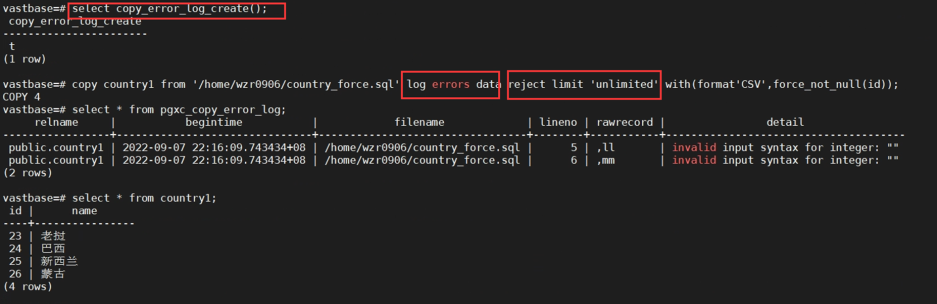 vastbase=# select copy_error_log_create();
 copy_error_log_create
-----------------------
 t
(1 row)
vastbase=# copy country1 from '/home/wzr0906/country_force.sql' log errors data reject limit 'unlimited' with(format'CSV',force_not_null(id));
COPY 4
vastbase=# select * from pgxc_copy_error_log;
     relname     |           begintime           |            filename             | lineno | rawrecord |                detail
-----------------+-------------------------------+---------------------------------+--------+-----------+--------------------------------------
 public.country1 | 2022-09-07 22:16:09.743434+08 | /home/wzr0906/country_force.sql |      5 | ,ll       | invalid input syntax for integer: ""
 public.country1 | 2022-09-07 22:16:09.743434+08 | /home/wzr0906/country_force.sql |      6 | ,mm       | invalid input syntax for integer: ""
(2 rows)
vastbase=# select * from country1;
 id |      name
----+----------------
 23 | 老挝
 24 | 巴西
 25 | 新西兰
 26 | 蒙古
(4 rows)